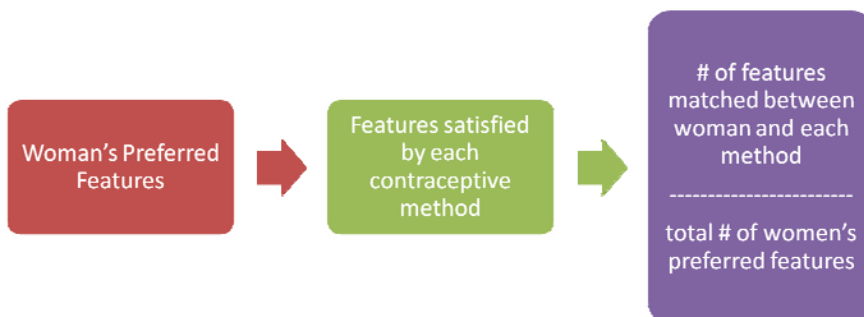 Woman's Preferred
Features
Features satisfied
by each
contraceptive
method
# of features
matched between
woman and each
method
------------------------
total # of women's
preferred features